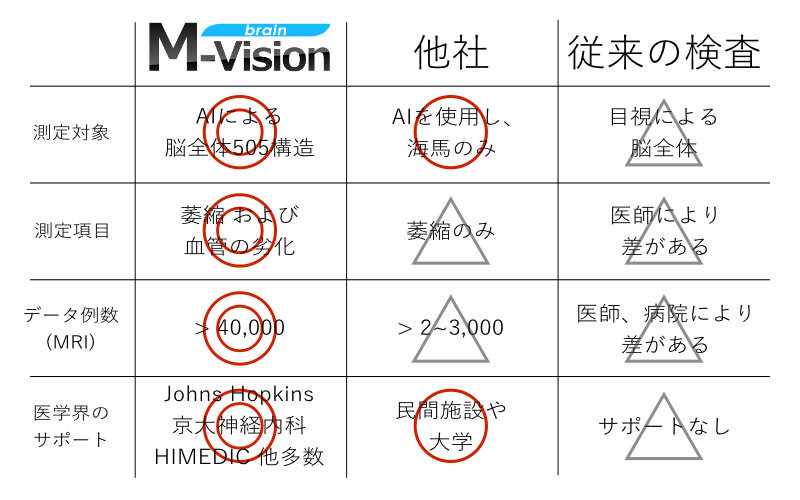 brain
M-Vision
他社
従来の検査
測定対象
AIによる
脳全体505構造
AIを使用し、
海馬のみ
目視による
脳全体
測定項目
萎縮 および
血管の劣化
萎縮のみ
医師により
差がある
データ例数
（MRI）
> 40,000
> 2~3,000
医師、病院により
差がある
医学界の
サポート
Johns Hopkins
京大神経内科
HIMEDIC 他多数
民間施設や
大学
サポートなし